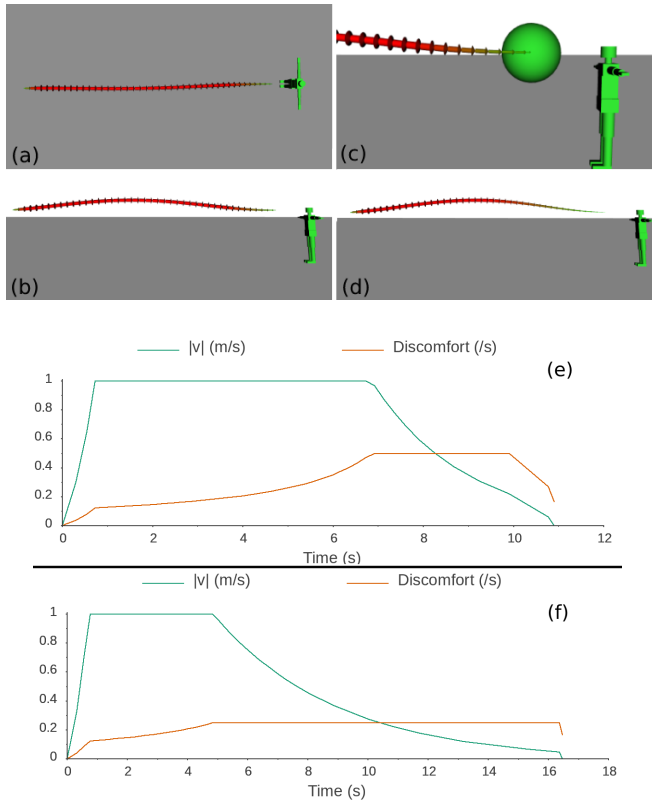 (a)
(c)
(b)
(d)
|v| (m/s) Discomfort (/s)
(e)
1
0.8
0.6
0.4
0.2
0
0 2 4 6 8 10 12
Time (s)
|v| (m/s) Discomfort (/s)
(f)
1
0.8
0.6
0.4
0.2
0
0 2 4 6 8 10 12 14 16 18
Time (s)